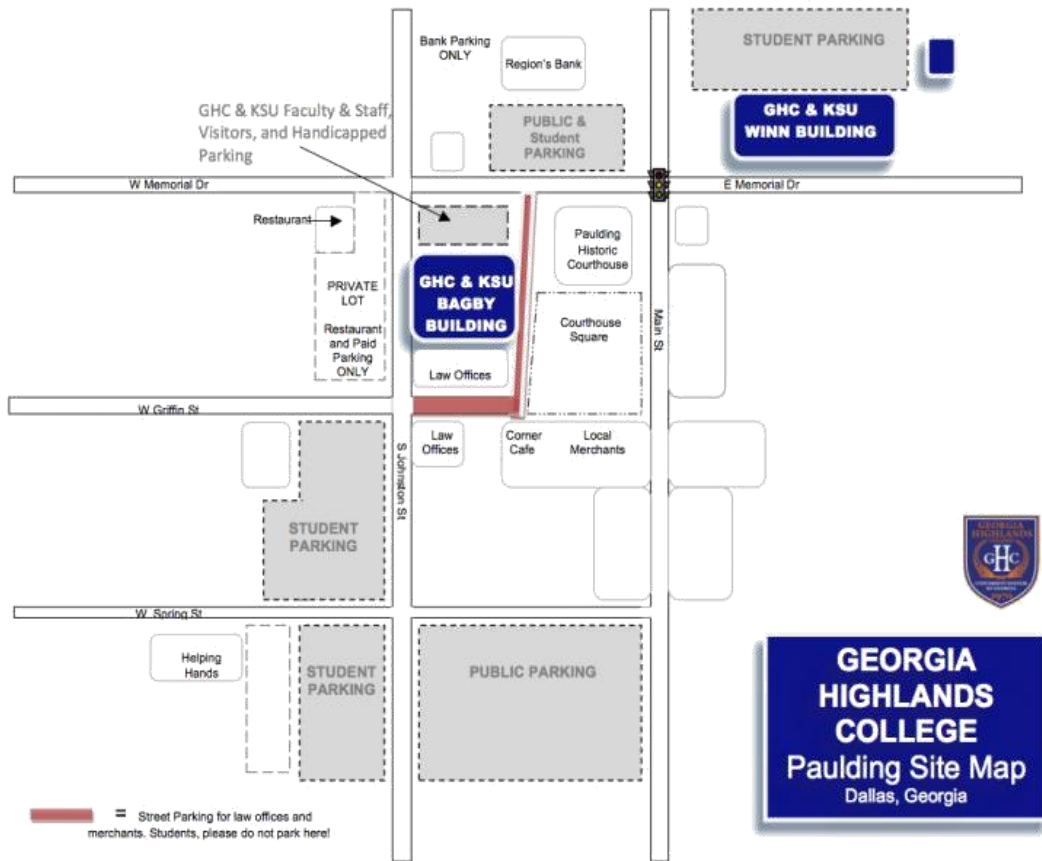 Bank Parking
ONLY
Region's Bank
STUDENT PARKING
GHC & KSU
WINN BUILDING
GHC & KSU Faculty & Staff,
Visitors, and Handicapped
Parking
PUBLIC &
Student
PARKING
W Memorial Dr
E Memorial Dr
Restaurant
Paulding
Historic
Courthouse
GHC & KSU
BAGBY
BUILDING
PRIVATE
LOT
Restaurant
and Paid
Parking
ONLY
Courthouse
Square
Main St
Law Offices
W Griffin St
Law
Offices
Corner
Cafe
Local
Merchants
S Johnston St
STUDENT
PARKING
GEORGIA
HIGHLANDS
GHC
1970
W. Spring St
Helping
Hands
STUDENT
PARKING
PUBLIC PARKING
GEORGIA
HIGHLANDS
COLLEGE
Paulding Site Map
Dallas, Georgia
= Street Parking for law offices and
merchants. Students, please do not park here!